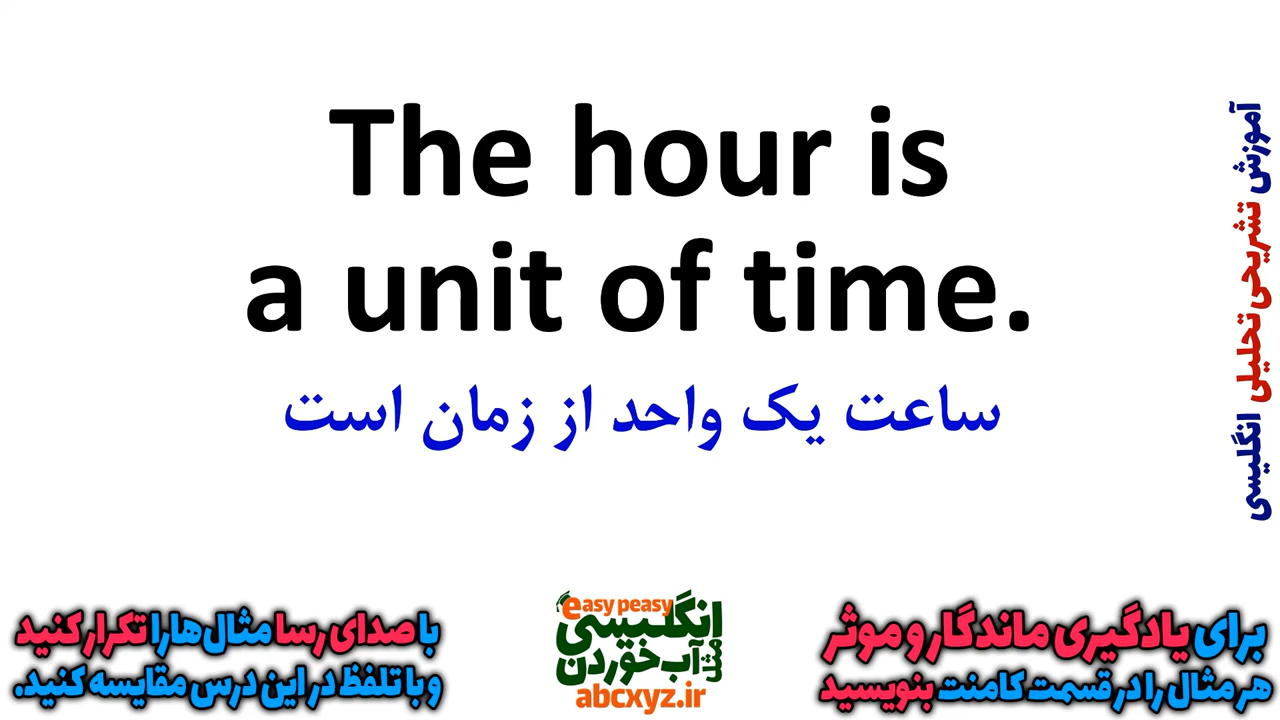 The hour is
a unit of time.
ساعت یک واحد از زمان است
آموزش تشریحی تحلیلی انگلیسی
با صدای رسا مثال‌ها را تکرار کنید
و با تلفظ در این درس مقایسه کنید.
easy peasy
انگلیسی
مثل
آب خوردن
abcxyz.ir
برای یادگیری ماندگار و موثر
هر مثال را در قسمت کامنت بنویسید